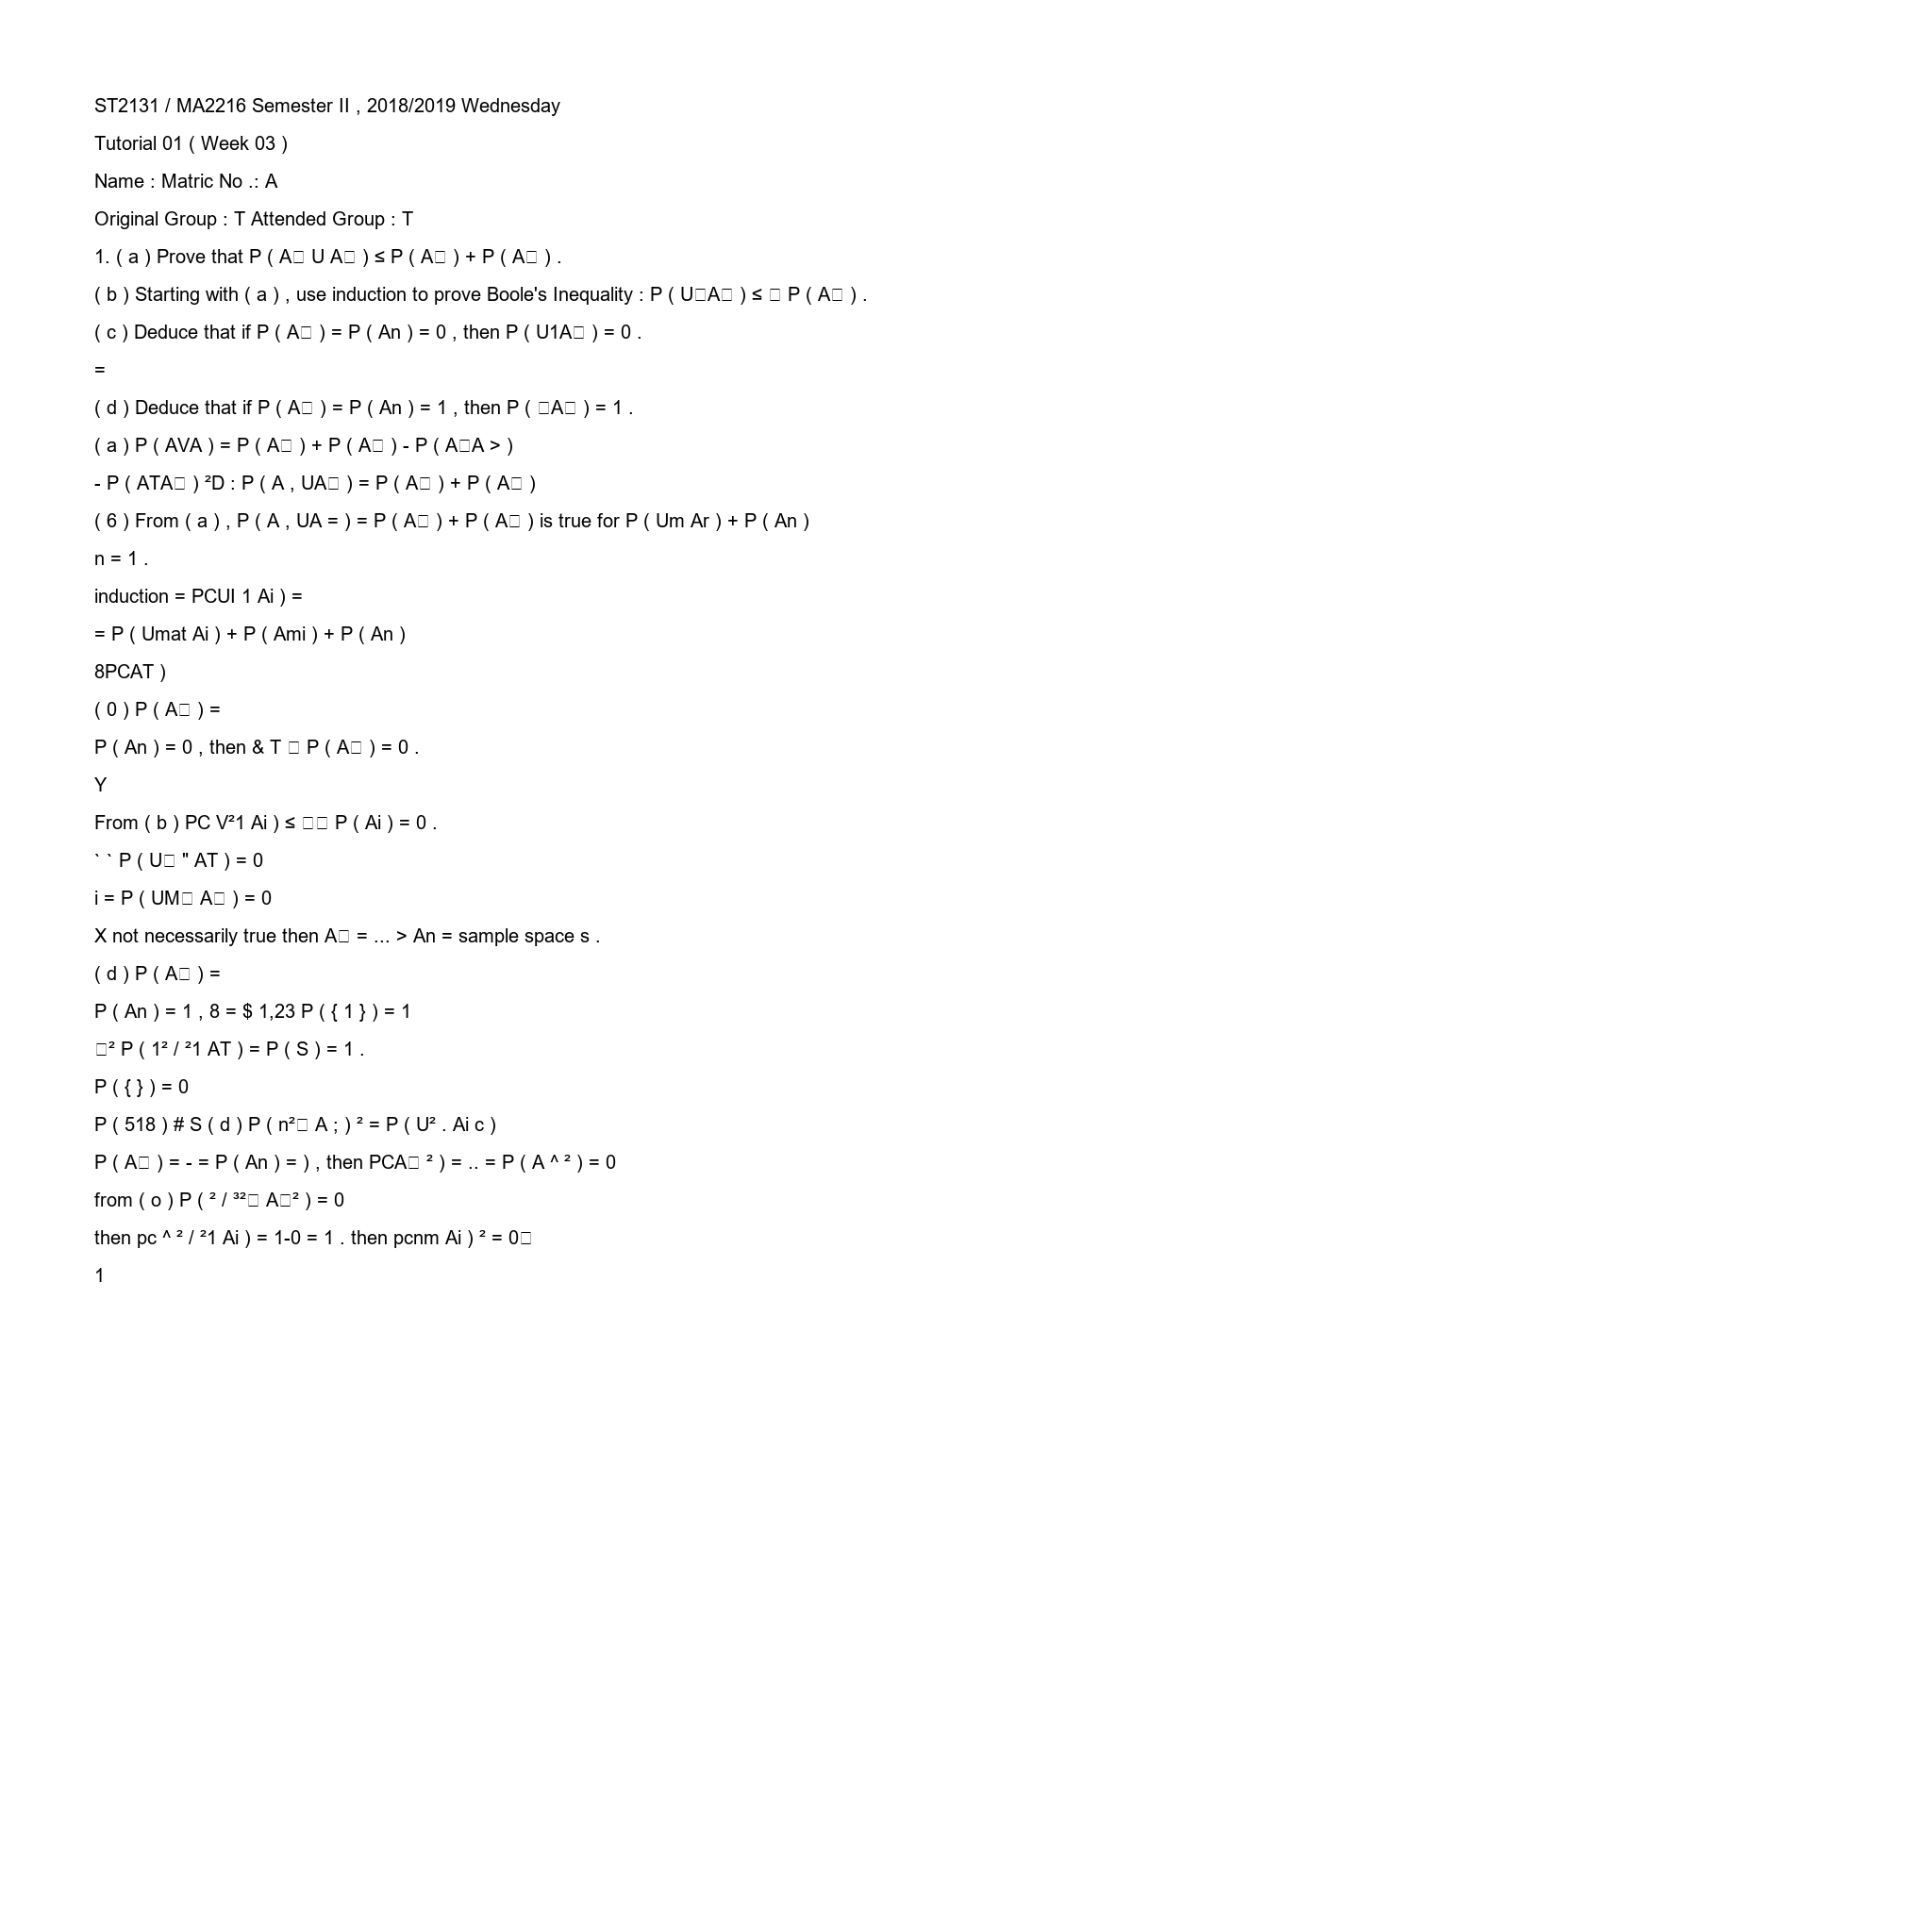 ST2131 / MA2216 Semester II , 2018/2019 Wednesday
Tutorial 01 ( Week 03 )
Name : Matric No .: A
Original Group : T Attended Group : T
1. ( a ) Prove that P ( A□ U A□ ) ≤ P ( A□ ) + P ( A□ ) .
( b ) Starting with ( a ) , use induction to prove Boole's Inequality : P ( U□A□ ) ≤ □ P ( A□ ) .
( c ) Deduce that if P ( A□ ) = P ( An ) = 0 , then P ( U1A□ ) = 0 .
=
( d ) Deduce that if P ( A□ ) = P ( An ) = 1 , then P ( □A□ ) = 1 .
( a ) P ( AVA ) = P ( A□ ) + P ( A□ ) - P ( A□A > )
- P ( ATA□ ) ²D : P ( A , UA□ ) = P ( A□ ) + P ( A□ )
( 6 ) From ( a ) , P ( A , UA = ) = P ( A□ ) + P ( A□ ) is true for P ( Um Ar ) + P ( An )
n = 1 .
induction = PCUI 1 Ai ) =
= P ( Umat Ai ) + P ( Ami ) + P ( An )
8PCAT )
( 0 ) P ( A□ ) =
P ( An ) = 0 , then & T □ P ( A□ ) = 0 .
Y
From ( b ) PC V²1 Ai ) ≤ □□ P ( Ai ) = 0 .
` ` P ( U□ " AT ) = 0
i = P ( UM□ A□ ) = 0
X not necessarily true then A□ = ... > An = sample space s .
( d ) P ( A□ ) =
P ( An ) = 1 , 8 = $ 1,23 P ( { 1 } ) = 1
□² P ( 1² / ²1 AT ) = P ( S ) = 1 .
P ( { } ) = 0
P ( 518 ) # S ( d ) P ( n²□ A ; ) ² = P ( U² . Ai c )
P ( A□ ) = - = P ( An ) = ) , then PCA□ ² ) = .. = P ( A ^ ² ) = 0
from ( o ) P ( ² / ³²□ A□² ) = 0
then pc ^ ² / ²1 Ai ) = 1-0 = 1 . then pcnm Ai ) ² = 0□
1